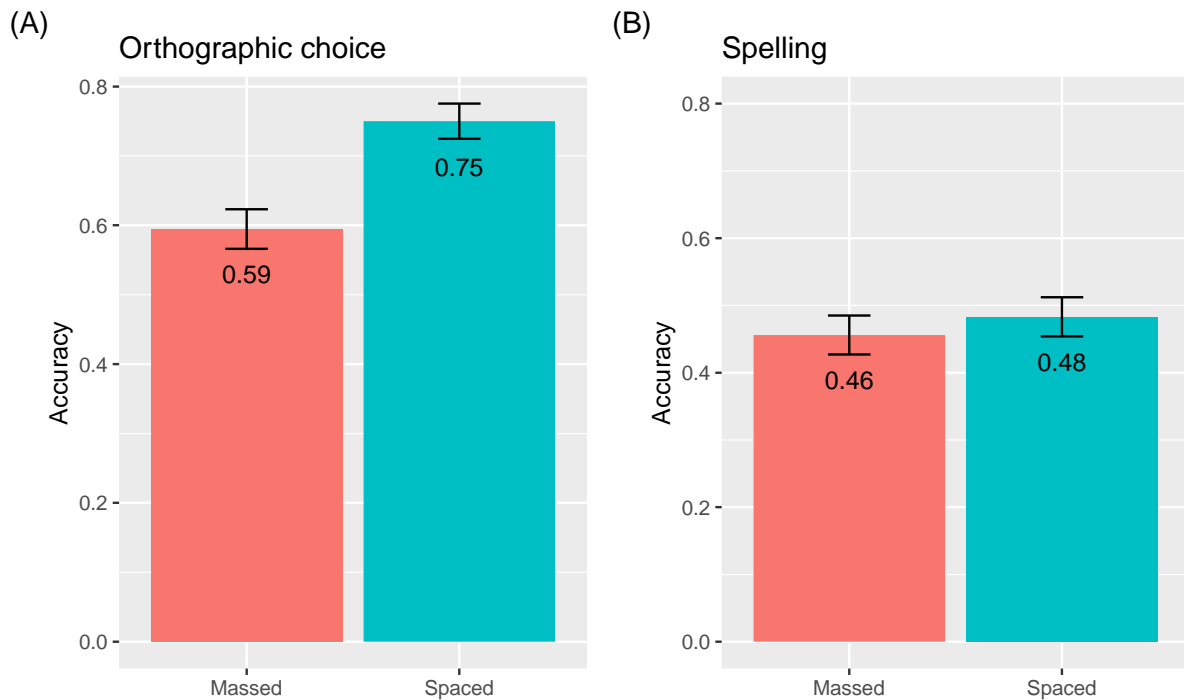 (A)
Orthographic choice
Accuracy
0.8
0.6
0.4
0.2
0.0
0.59
0.75
Massed
Spaced
(B)
Spelling
Accuracy
0.8
0.6
0.4
0.2
0.0
0.46
0.48
Massed
Spaced